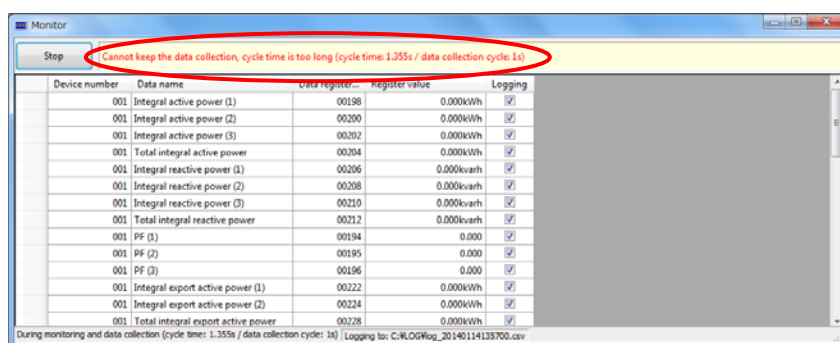 Monitor
Stop
Cannot keep the data collection, cycle time is too long (cycle time: 1.355s / data collection cycle: 1s)
Device number Data name Data register... Register value Logging
001 Integral active power (1) 00198 0.000kWh
001 Integral active power (2) 00200 0.000kWh
001 Integral active power (3) 00202 0.000kWh
001 Total integral active power 00204 0.000kWh
001 Integral reactive power (1) 00206 0.000kvarh
001 Integral reactive power (2) 00208 0.000kvarh
001 Integral reactive power (3) 00210 0.000kvarh
001 Total integral reactive power 00212 0.000kvarh
001 PF (1) 00194 0.000
001 PF (2) 00195 0.000
001 PF (3) 00196 0.000
001 Integral export active power (1) 00222 0.000kWh
001 Integral export active power (2) 00224 0.000kWh
001 Total integral export active power 00228 0.000kWh
During monitoring and data collection (cycle time: 1.355s / data collection cycle: 1s) Logging to: C:¥LOG¥log_20140114135700.csv